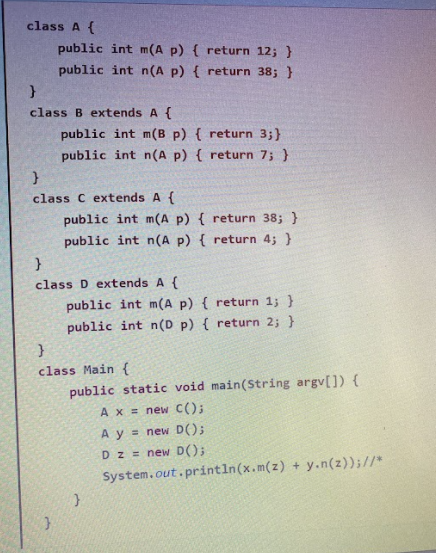 class A {
public int m(A p) { return 12; }
public int n(A p) { return 38; }
}
class B extends A {
public int m(B p) { return 3;}
public int n(A p) { return 7; }
}
class C extends A {
public int m(A p) { return 38; }
public int n(A p) { return 4; }
}
class D extends A {
public int m(A p) { return 1; }
public int n(D p) { return 2; }
}
class Main {
public static void main(String argv[]) {
A x = new C();
A y = new D();
D z = new D();
System.out.println(x.m(z) + y.n(z));//*
}
}